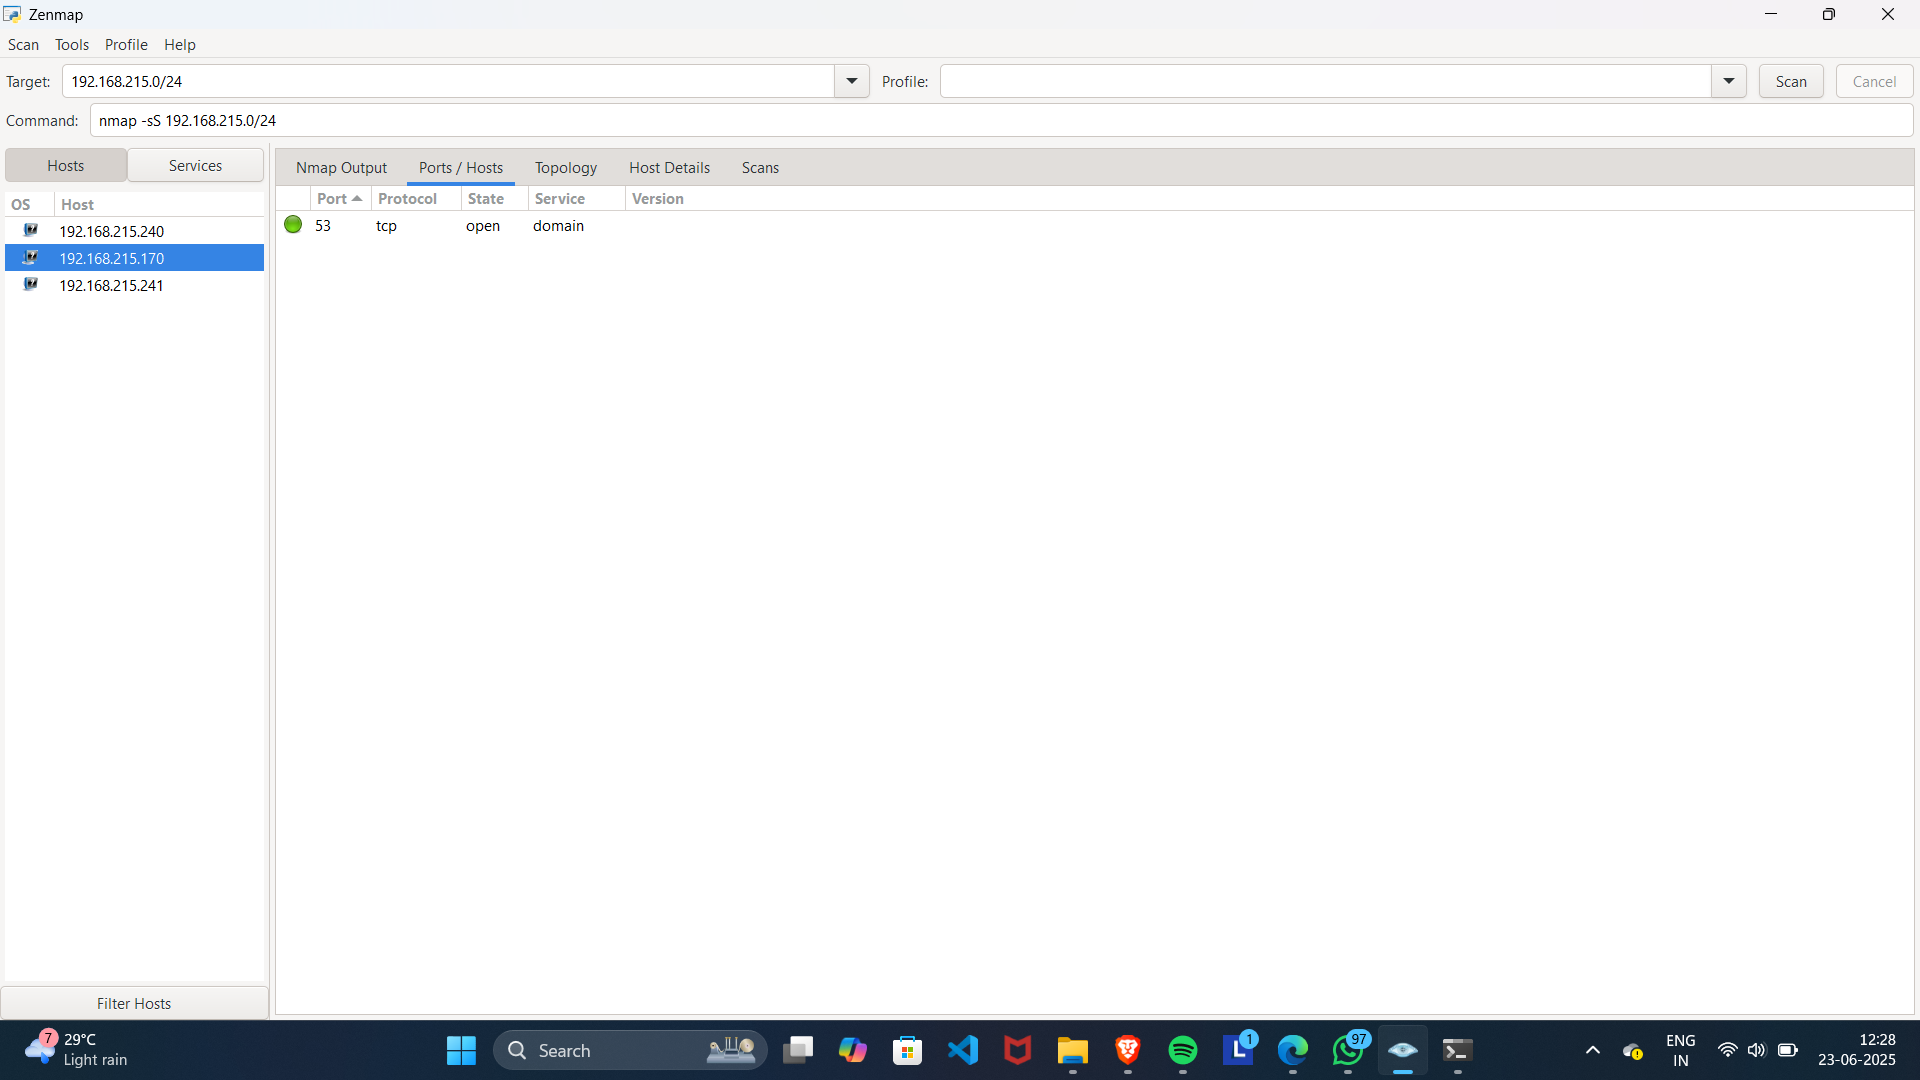 Zenmap
Scan Tools Profile Help
Target: 192.168.215.0/24 Profile: Scan Cancel
Command: nmap -sS 192.168.215.0/24
Hosts Services
Nmap Output Ports / Hosts Topology Host Details Scans
OS Host
Port Protocol State Service Version
192.168.215.240
192.168.215.170
192.168.215.241
53 tcp open domain
Filter Hosts
7 29°C
Light rain
Search
L 1
97
ENG
IN
12:28
23-06-2025